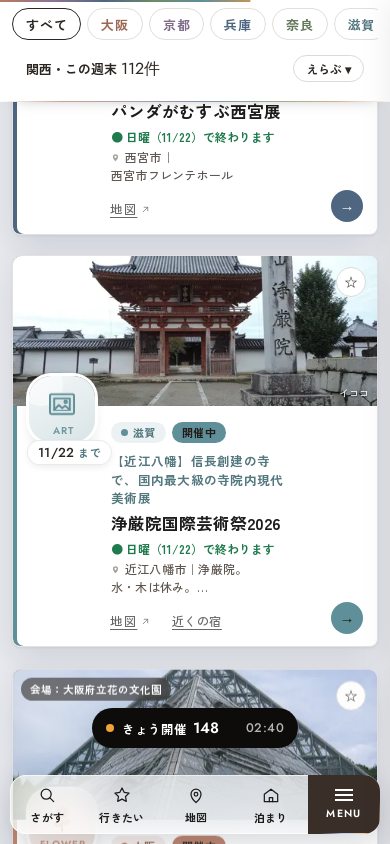 すべて
大阪
京都
兵庫
奈良
滋賀
関西・この週末 112件
えらぶ ▾
パンダがむすぶ西宮展
日曜（11/22）で終わります
西宮市｜
西宮市フレンテホール
地図 ↗
→
浄厳院
☆
イココ
ART
11/22 まで
滋賀
開催中
【近江八幡】信長創建の寺
で、国内最大級の寺院内現代
美術展
浄厳院国際芸術祭2026
日曜（11/22）で終わります
近江八幡市｜浄厳院。
水・木は休み。…
地図 ↗
近くの宿
→
会場：大阪府立花の文化園
☆
きょう開催 148
02:40
さがす
行きたい
地図
泊まり
MENU
FLOWER
大阪
開催中